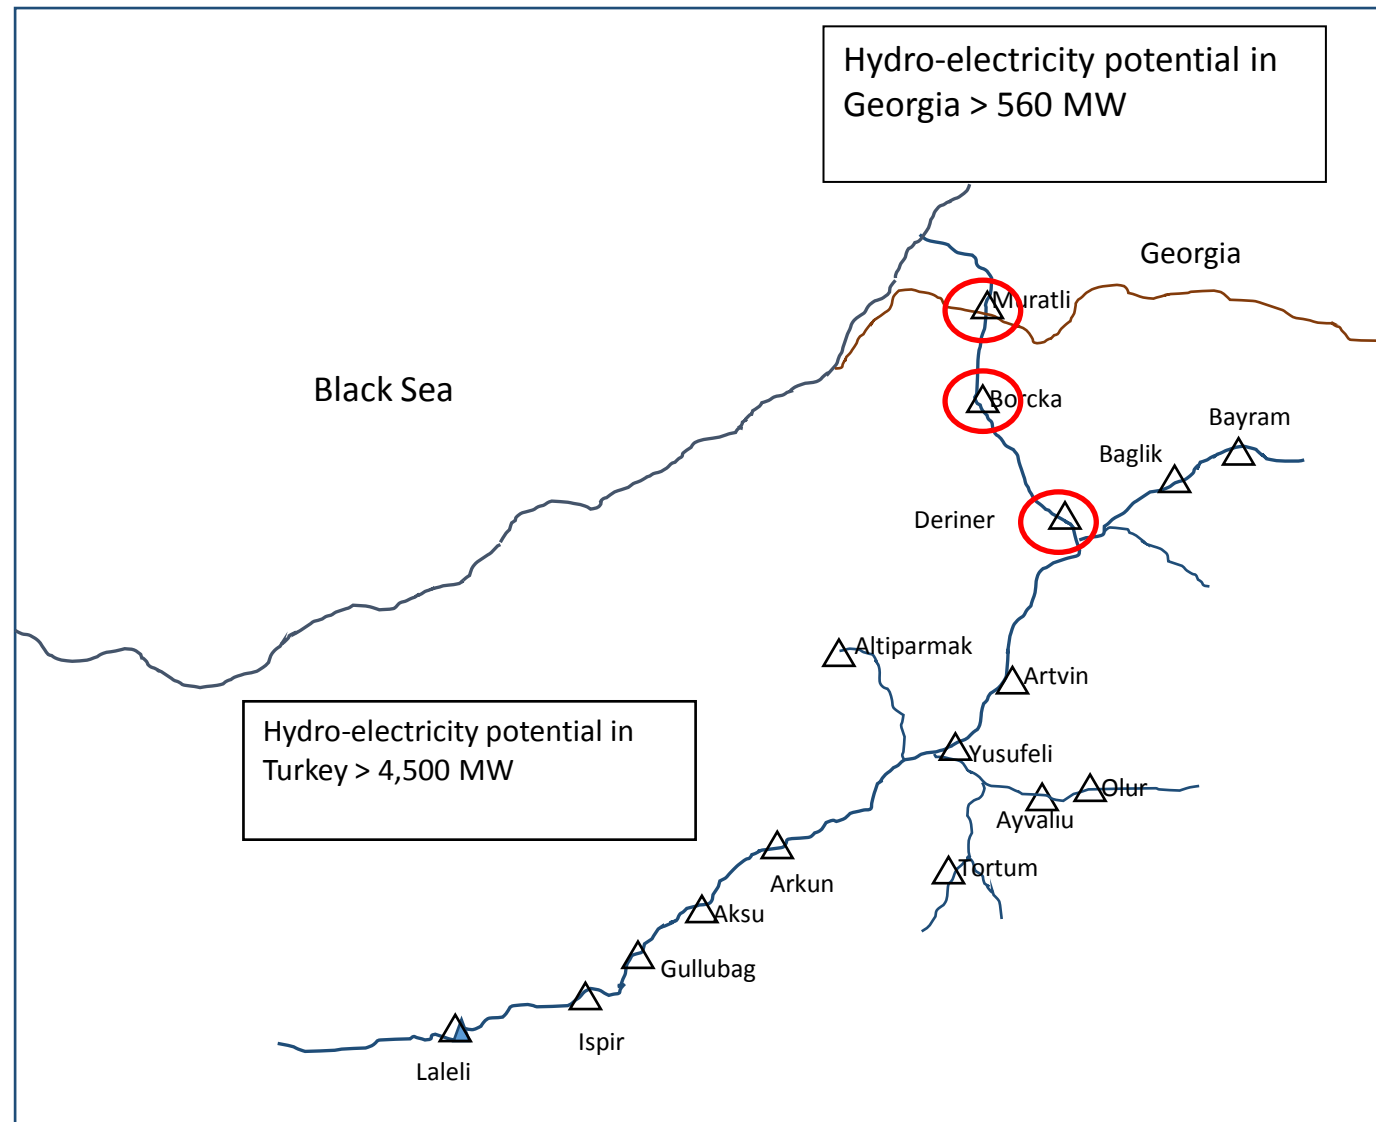 Hydro-electricity potential in
Georgia > 560 MW
Georgia
Muratli
Black Sea
Borcka
Bayram
Baglik
Deriner
Altiparmak
Artvin
Hydro-electricity potential in
Turkey > 4,500 MW
Yusufeli
Olur
Ayvaliu
Tortum
Arkun
Aksu
Gullubag
Ispir
Laleli